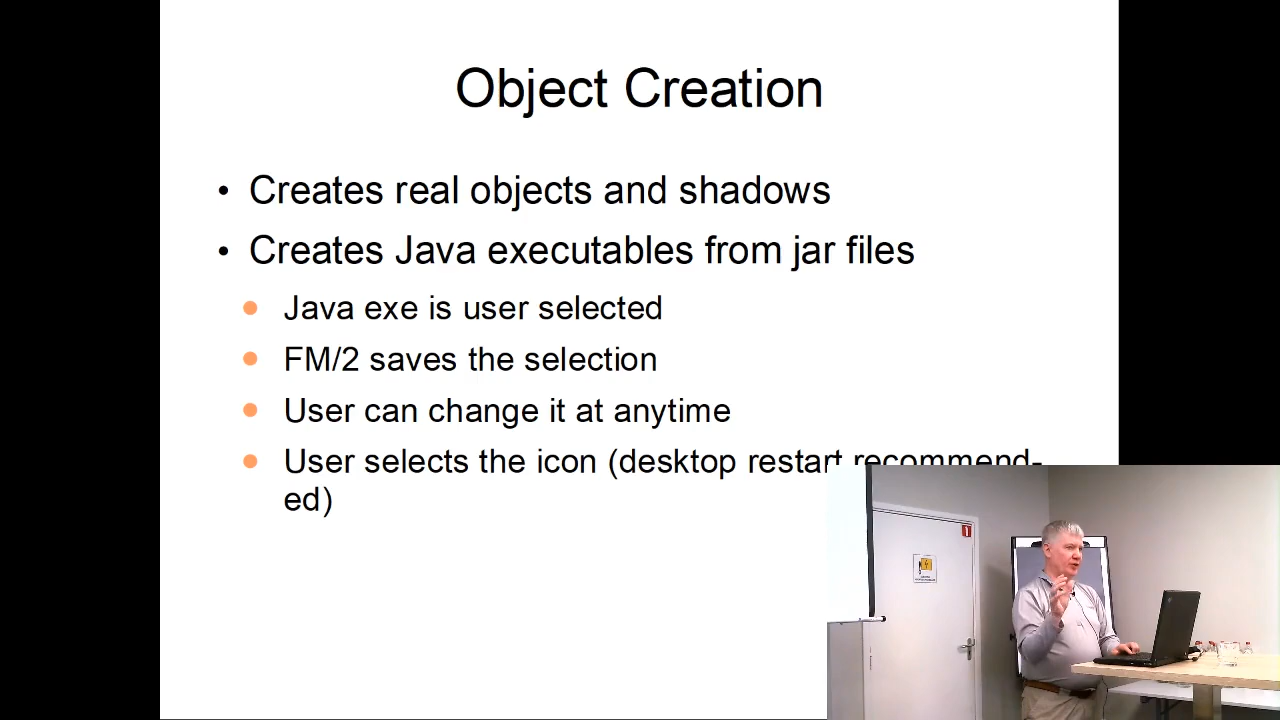 Object Creation
• Creates real objects and shadows
• Creates Java executables from jar files
● Java exe is user selected
● FM/2 saves the selection
● User can change it at anytime
● User selects the icon (desktop restart recommend-
ed)